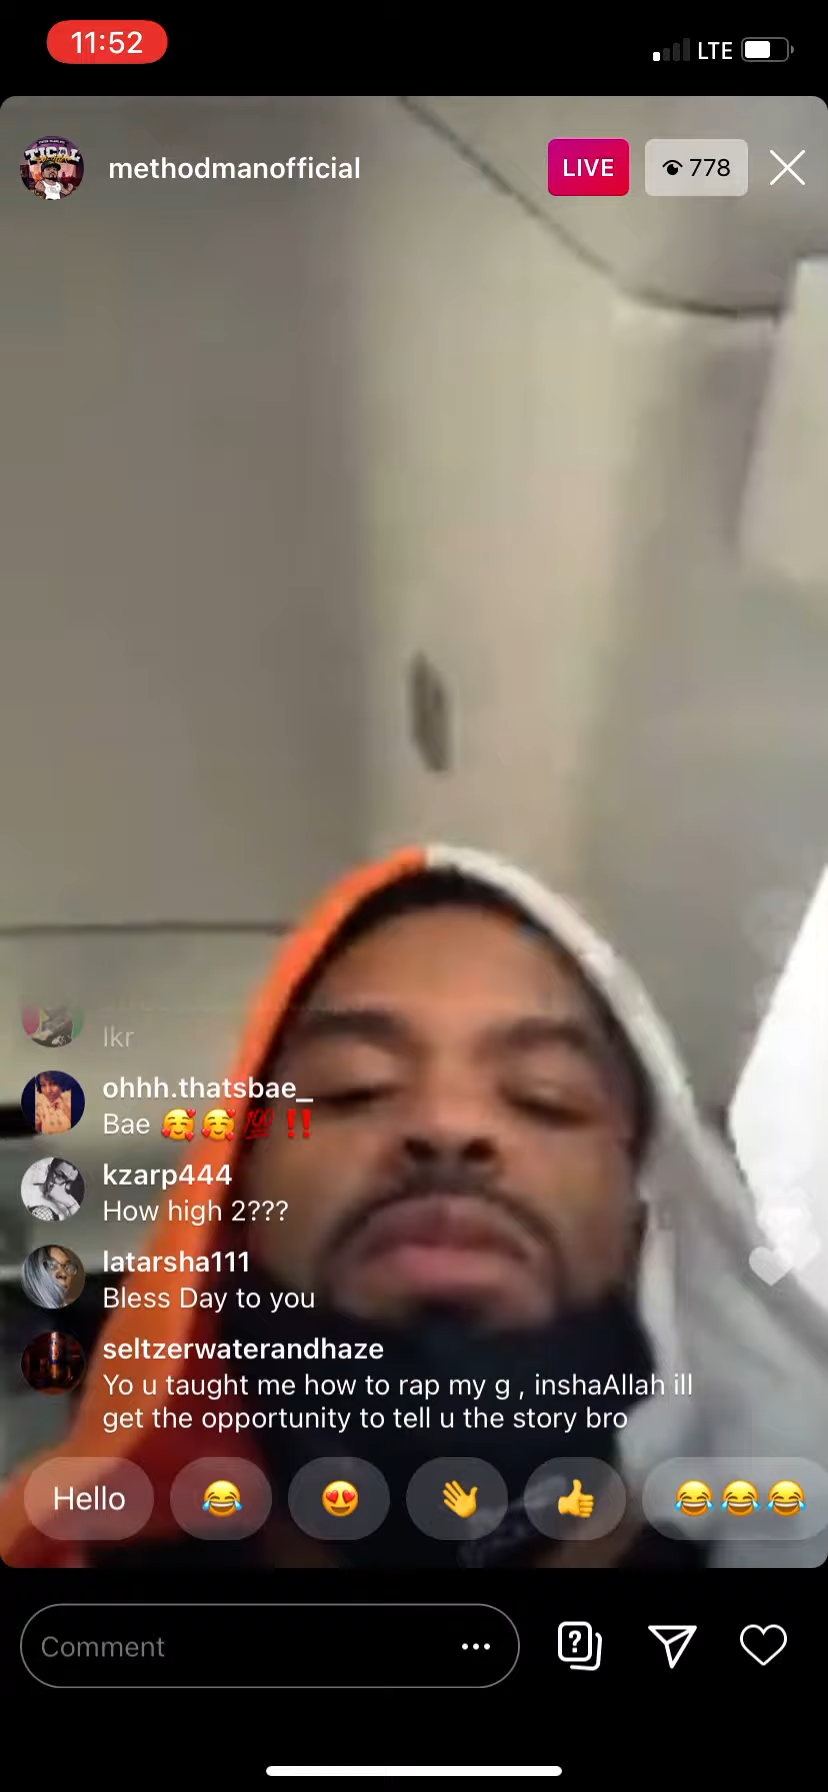 11:52
LTE
TICAL
methodmanofficial
LIVE
778
lkr
ohhh.thatsbae_
Bae 🥰🥰💯‼️
kzarp444
How high 2???
latarsha111
Bless Day to you
seltzerwaterandhaze
Yo u taught me how to rap my g , inshaAllah ill
get the opportunity to tell u the story bro
Hello 😂 😍 👋 👍 😂😂😂
Comment